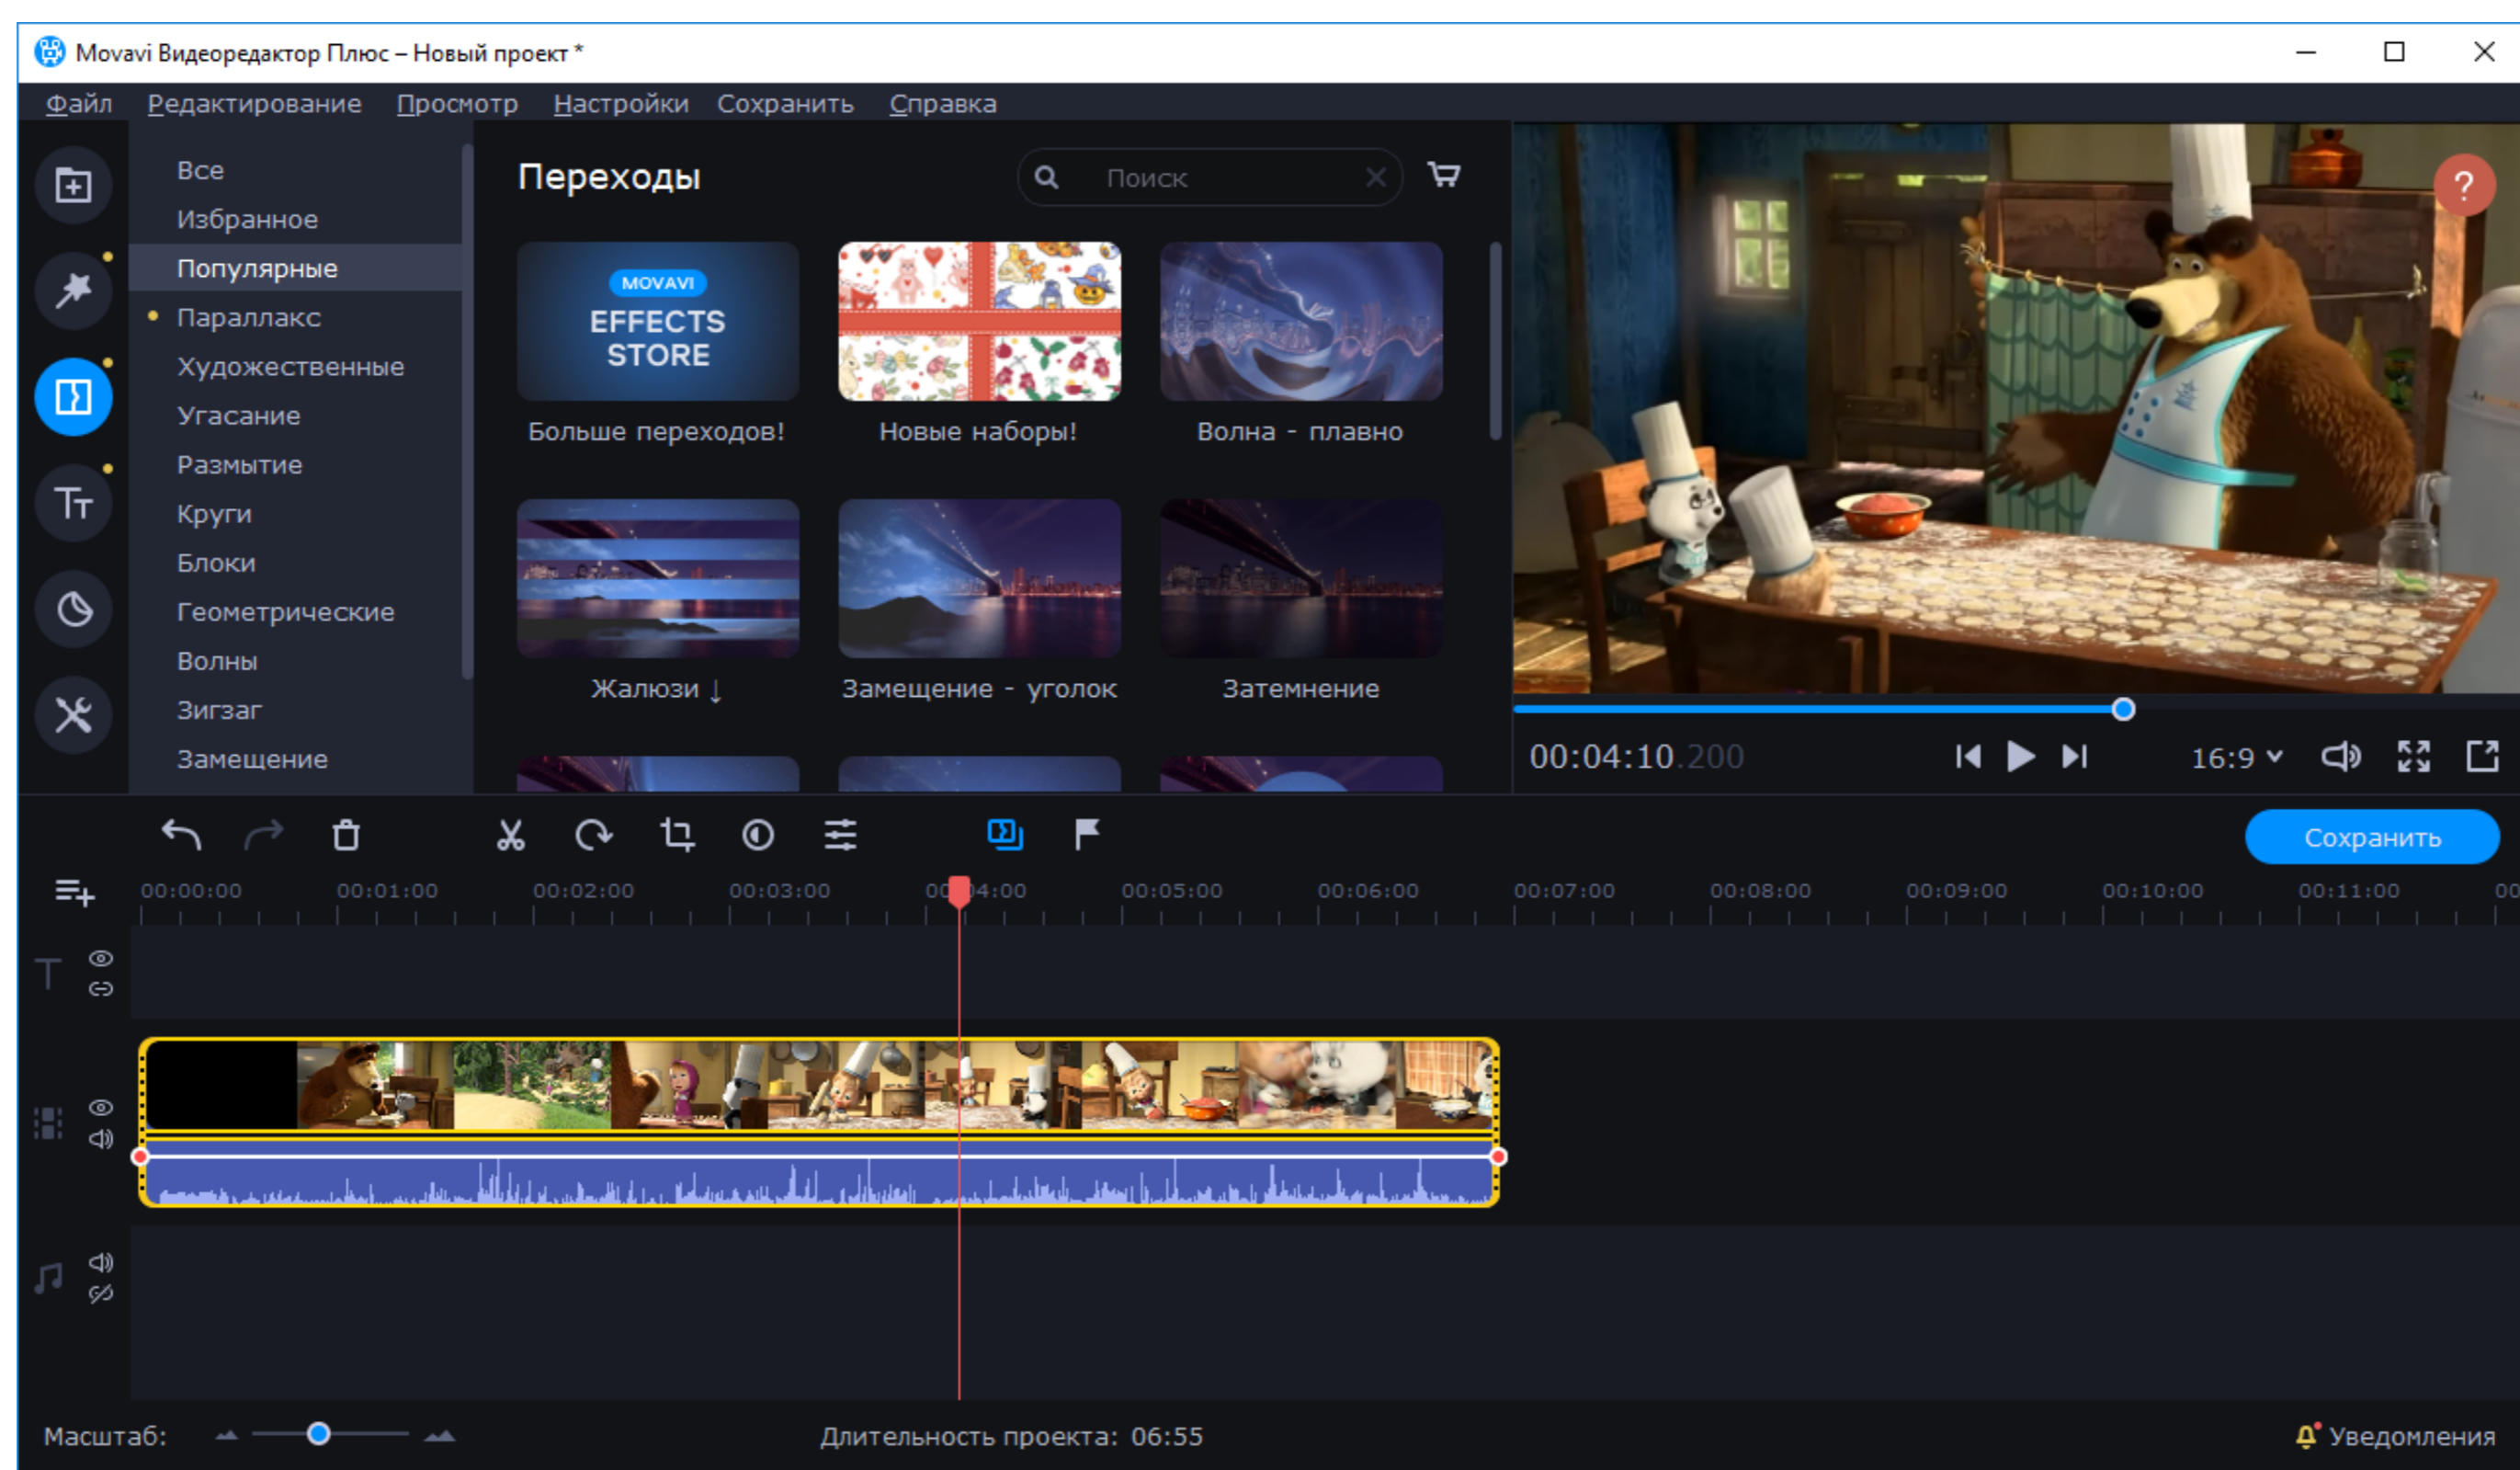 Movavi Видеоредактор Плюс – Новый проект *
Файл Редактирование Просмотр Настройки Сохранить Справка
Все
Избранное
Популярные
Параллакс
Художественные
Угасание
Размытие
Круги
Блоки
Геометрические
Волны
Зигзаг
Замещение
Переходы
Поиск
MOVAVI
EFFECTS
STORE
Больше переходов!
Новые наборы!
Волна - плавно
Жалюзи ↓
Замещение - уголок
Затемнение
?
00:04:10.200
16:9
Сохранить
00:00:00 00:01:00 00:02:00 00:03:00 00:04:00 00:05:00 00:06:00 00:07:00 00:08:00 00:09:00 00:10:00 00:11:00 00
Масштаб:
Длительность проекта: 06:55
Уведомления